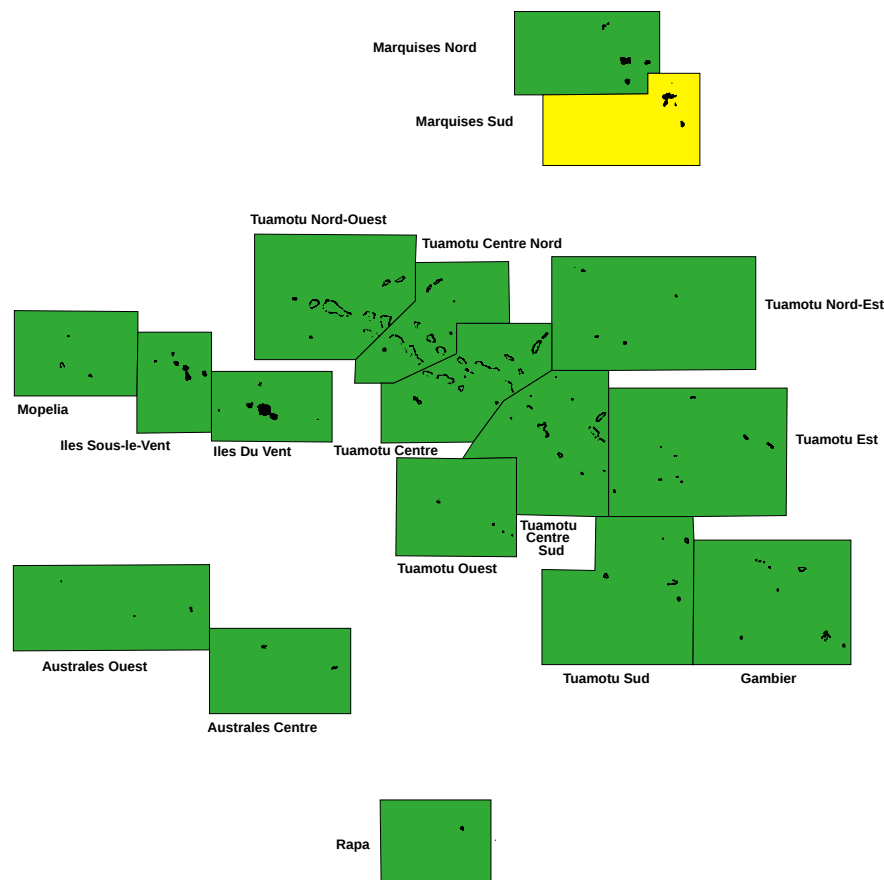 Marquises Nord
Marquises Sud
Tuamotu Nord-Ouest
Tuamotu Centre Nord
Tuamotu Nord-Est
Mopelia
Iles Sous-le-Vent
Iles Du Vent
Tuamotu Centre
Tuamotu Est
Tuamotu
Centre
Sud
Tuamotu Ouest
Australes Ouest
Tuamotu Sud
Gambier
Australes Centre
Rapa